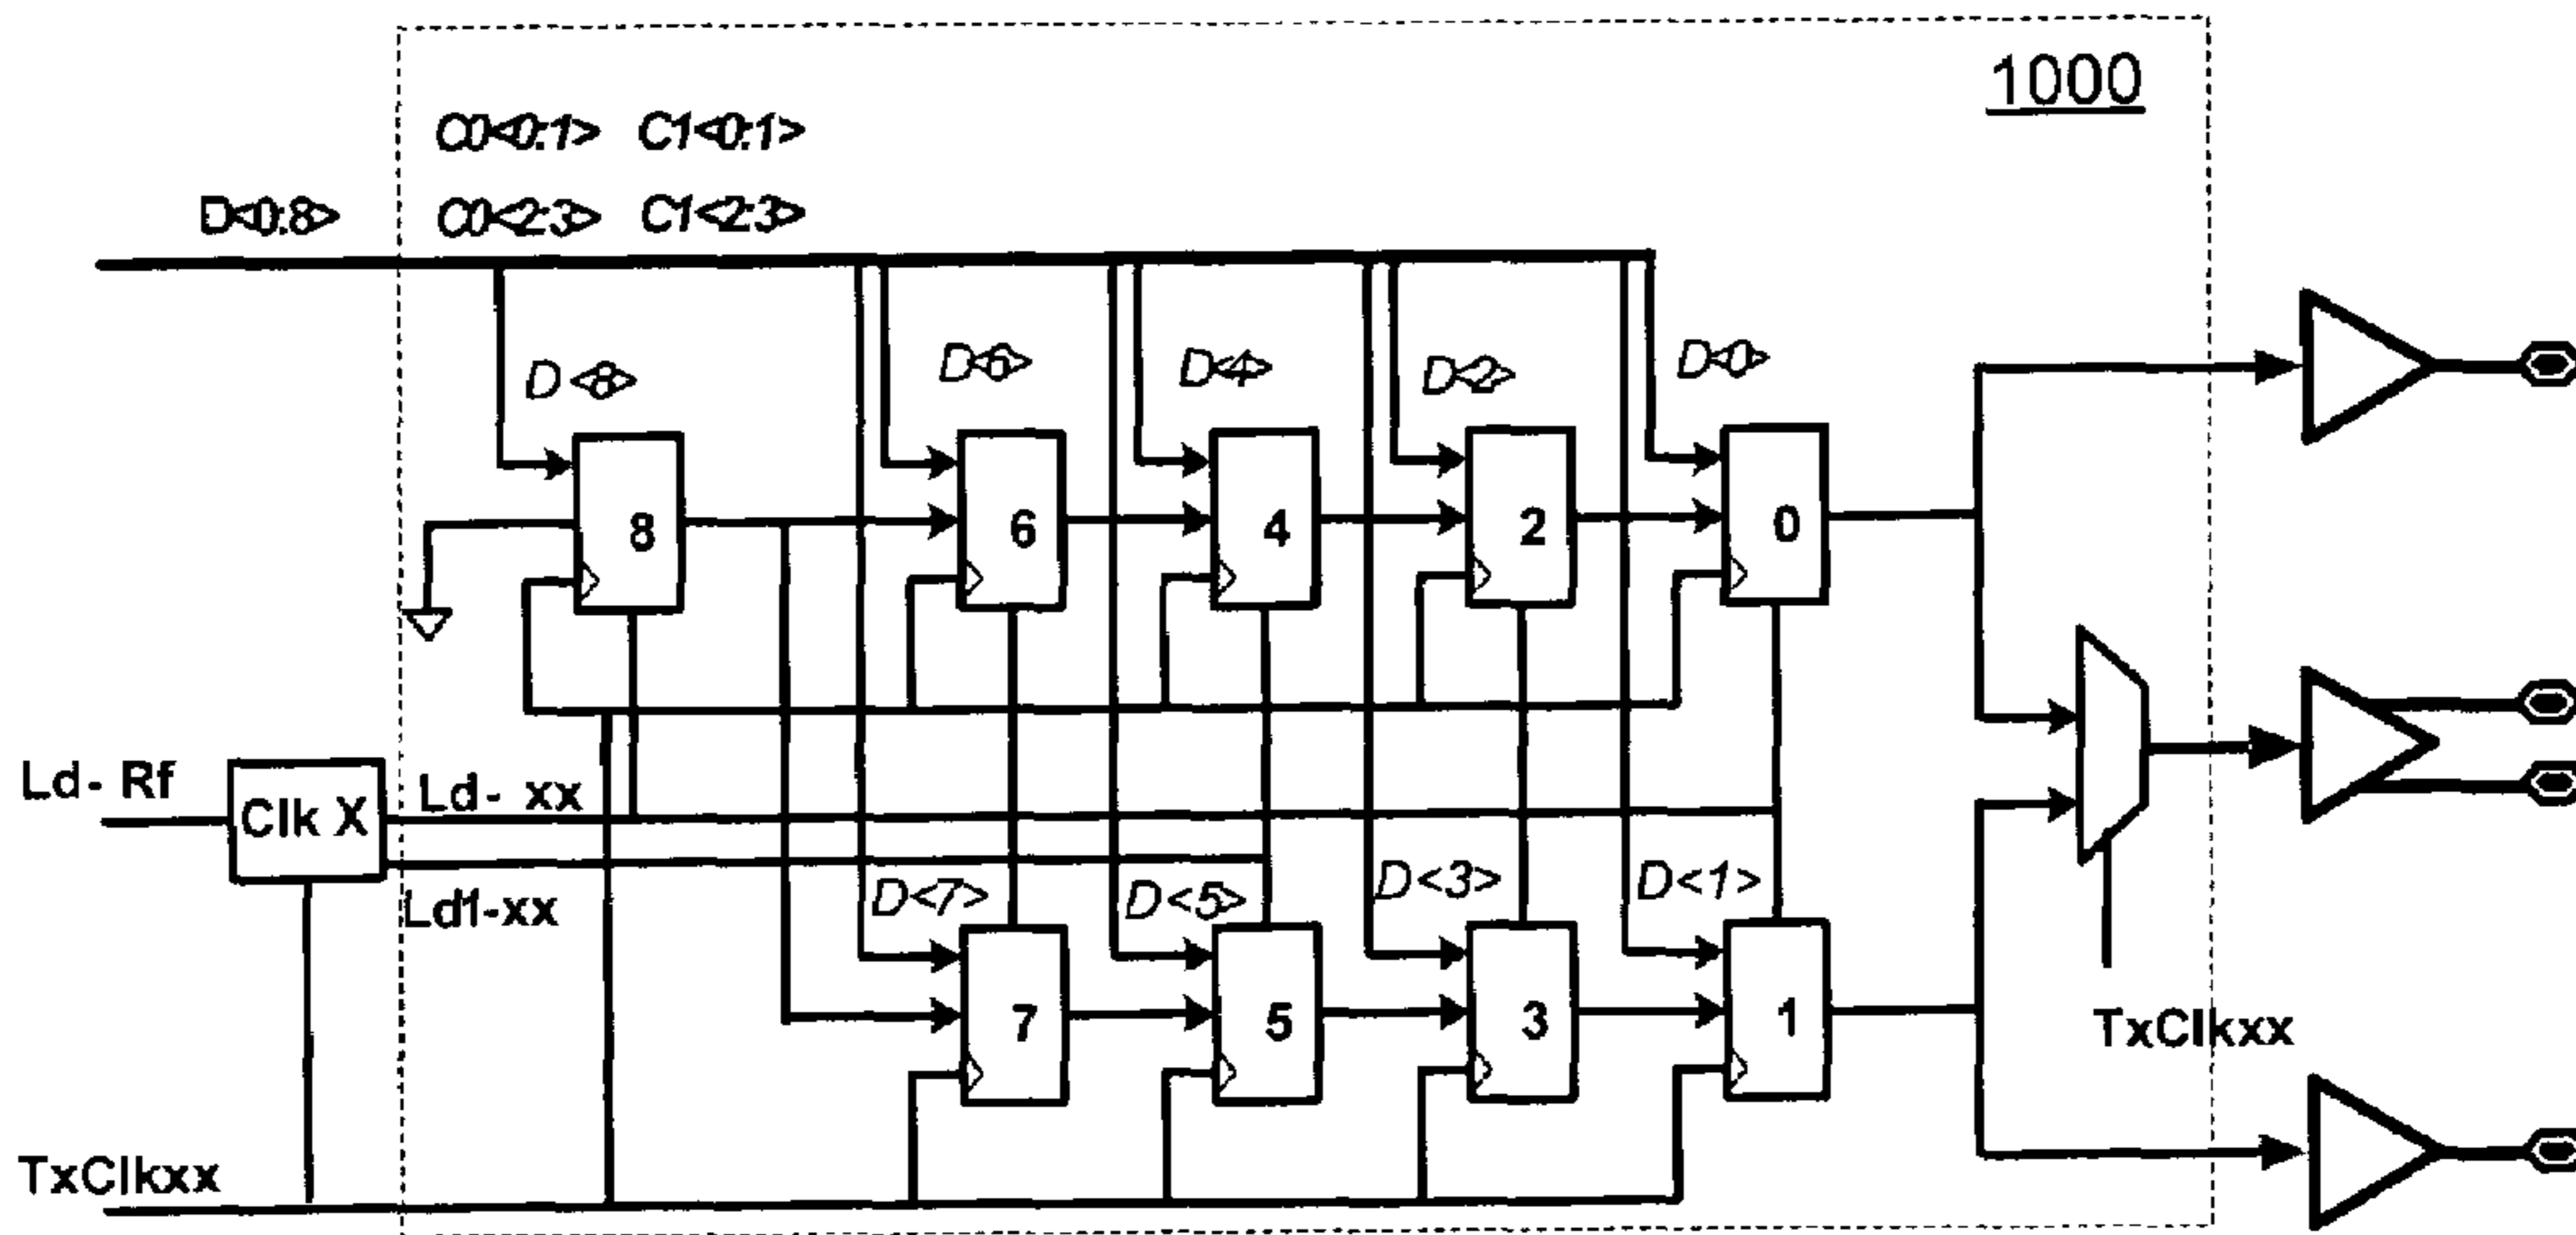 1000
C0<0:1> C1<0:1>
D<0:8> C0<2:3> C1<2:3>
D<8> D<6> D<4> D<2> D<0>
8 6 4 2 0
Ld- Rf Clk X Ld- xx
Ld1-xx D<7> D<5> D<3> D<1>
7 5 3 1
TxClkxx
TxClkxx